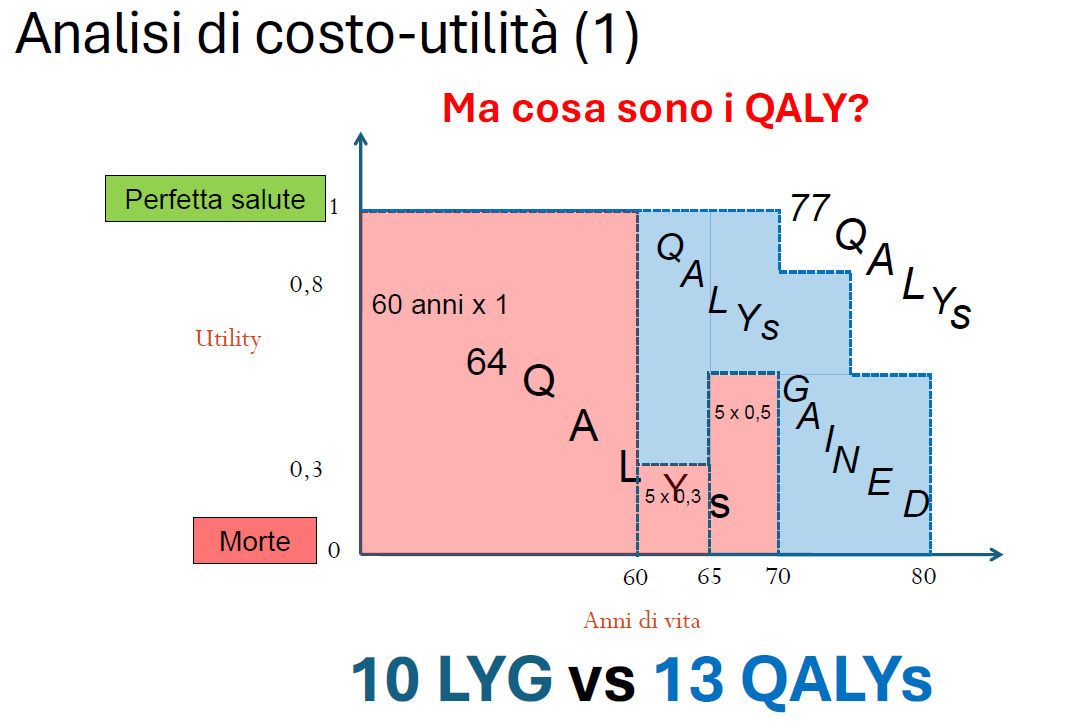 Analisi di costo-utilità (1)
Ma cosa sono i QALY?
Perfetta salute
1
77 QALYs
QALYs
0,8
60 anni x 1
Utility
64 QALYs
GAINED
5 x 0,5
0,3
5 x 0,3
Morte
0
60 65 70 80
Anni di vita
10 LYG vs 13 QALYs